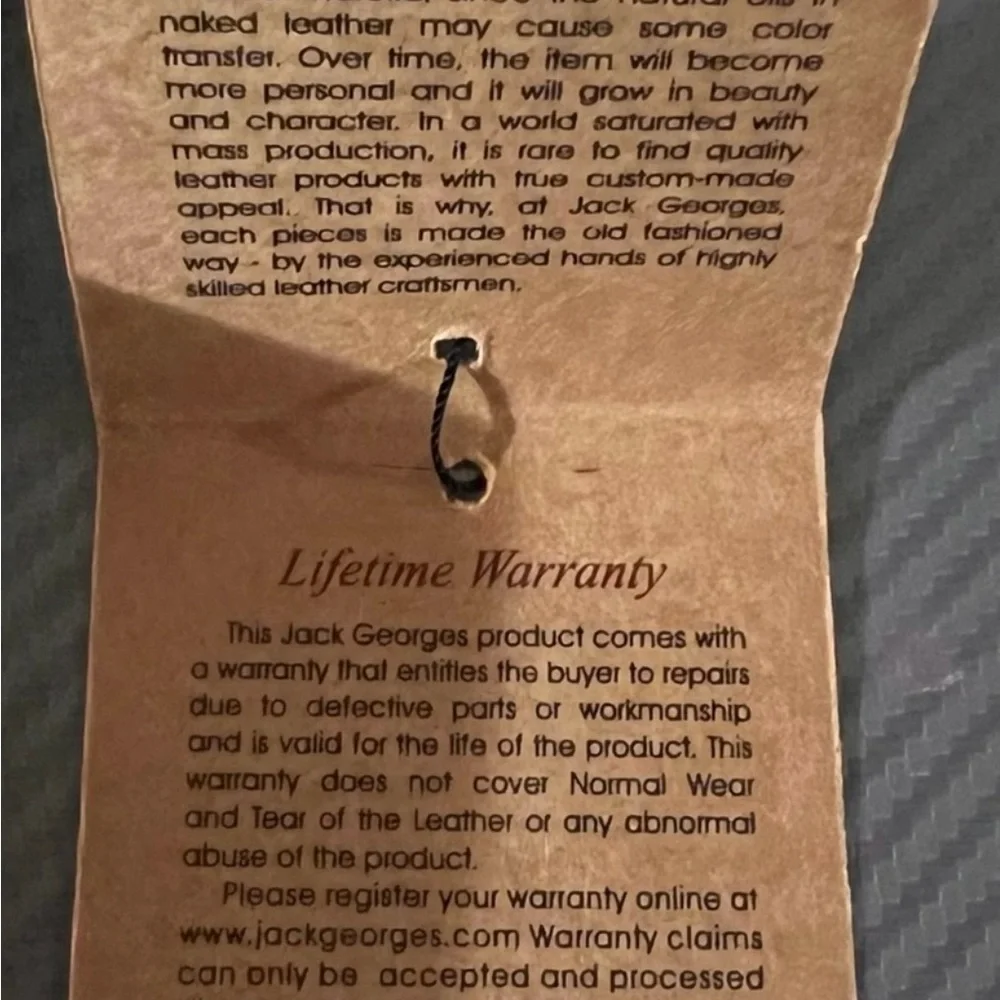 naked leather may cause some color
transfer. Over time, the item will become
more personal and it will grow in beauty
and character. In a world saturated with
mass production, it is rare to find quality
leather products with true custom-made
appeal. That is why, at Jack Georges,
each pieces is made the old fashioned
way - by the experienced hands of highly
skilled leather craftsmen.
Lifetime Warranty
This Jack Georges product comes with
a warranty that entitles the buyer to repairs
due to defective parts or workmanship
and is valid for the life of the product. This
warranty does not cover Normal Wear
and Tear of the Leather or any abnormal
abuse of the product.
Please register your warranty online at
www.jackgeorges.com Warranty claims
can only be accepted and processed